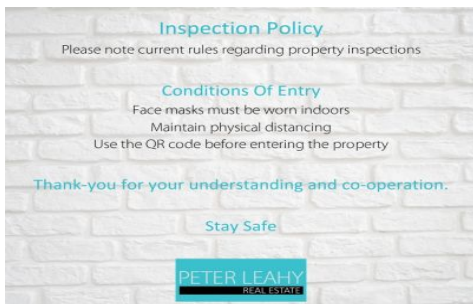 Inspection Policy
Please note current rules regarding property inspections
Conditions Of Entry
Face masks must be worn indoors
Maintain physical distancing
Use the QR code before entering the property
Thank-you for your understanding and co-operation.
Stay Safe
PETER LEAHY
REAL ESTATE